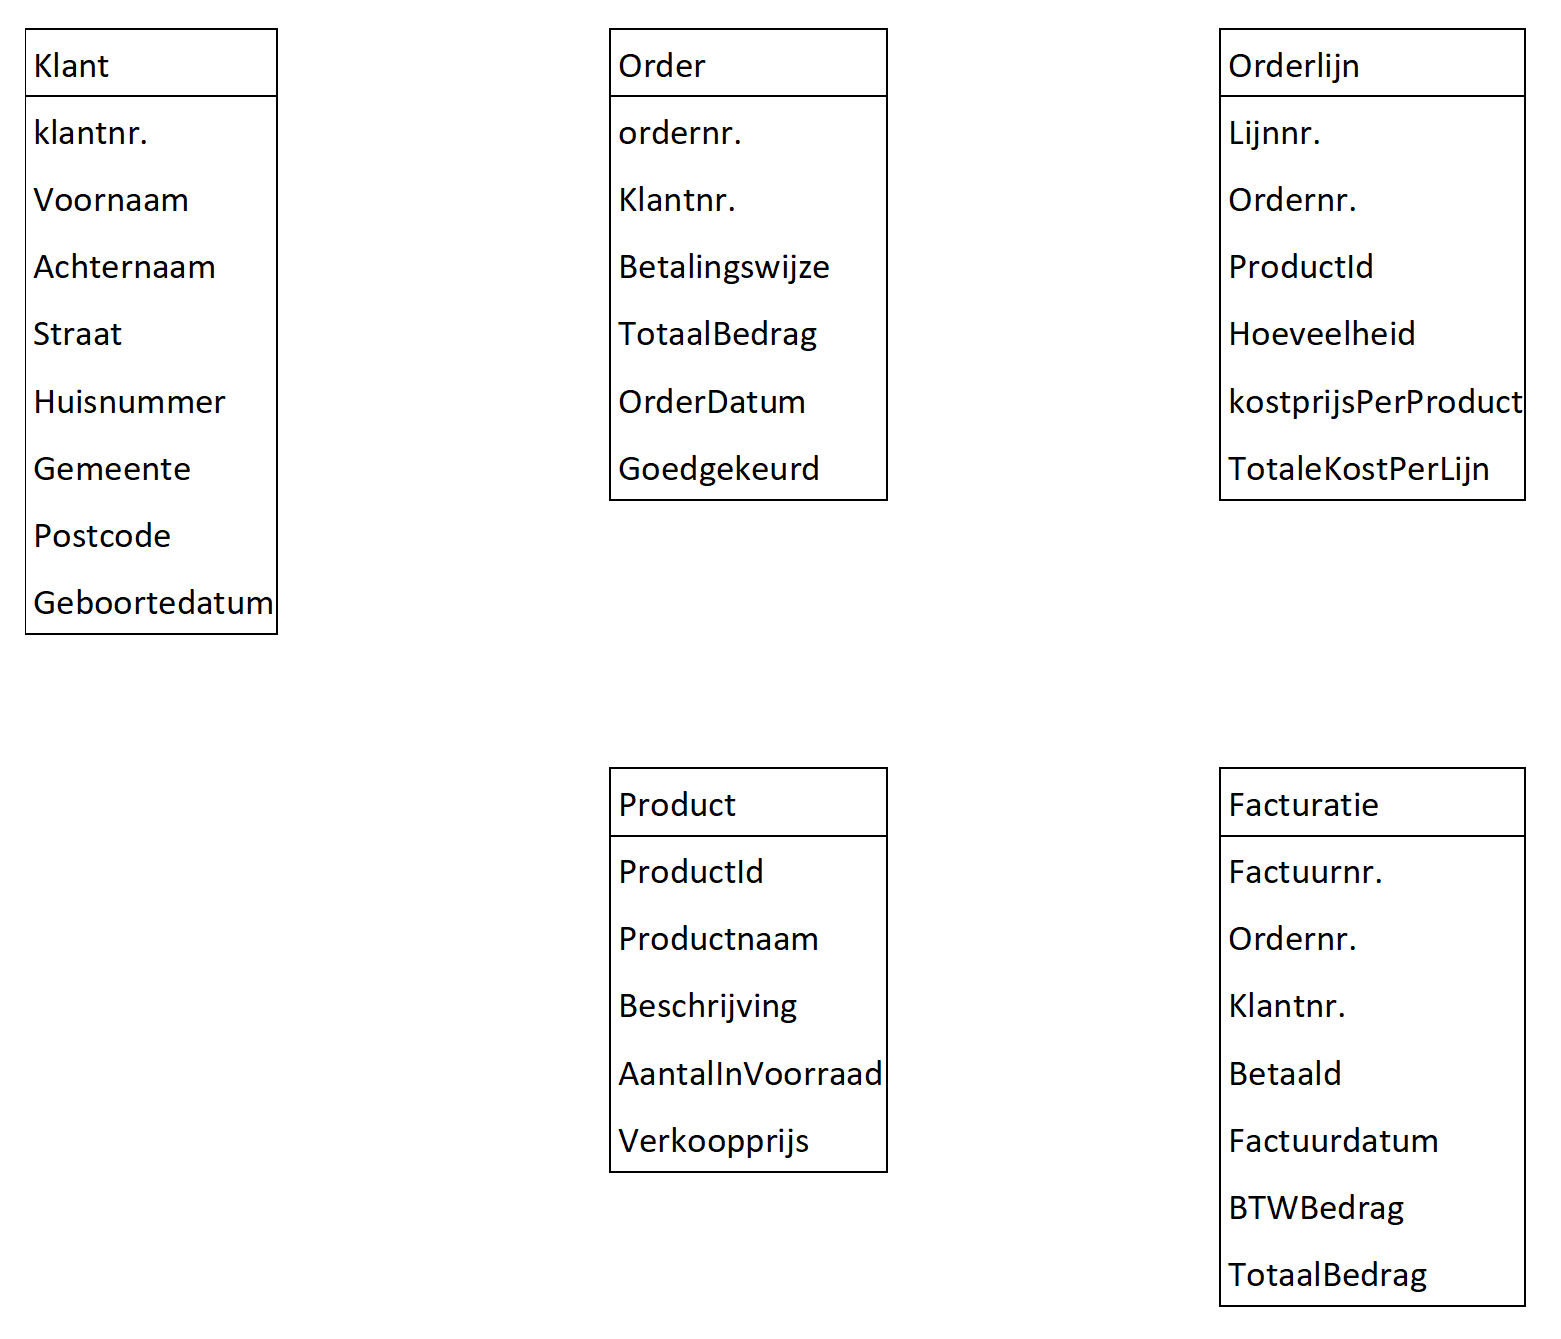 Klant
klantnr.
Voornaam
Achternaam
Straat
Huisnummer
Gemeente
Postcode
Geboortedatum
Order
ordernr.
Klantnr.
Betalingswijze
TotaalBedrag
OrderDatum
Goedgekeurd
Orderlijn
Lijnnr.
Ordernr.
ProductId
Hoeveelheid
kostprijsPerProduct
TotaleKostPerLijn
Product
ProductId
Productnaam
Beschrijving
AantalInVoorraad
Verkoopprijs
Facturatie
Factuurnr.
Ordernr.
Klantnr.
Betaald
Factuurdatum
BTWBedrag
TotaalBedrag